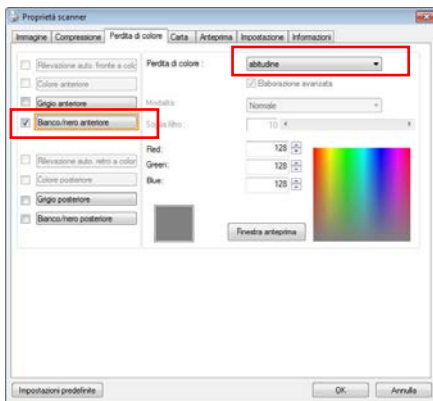 Proprietà scanner
Immagine Compressione Perdita di colore Carta Anteprima Impostazione Informazioni
Rilevazione auto. fronte a colo
Colore anteriore
Grigio anteriore
Bianco/nero anteriore
Rilevazione auto. retro a color
Colore posteriore
Grigio posteriore
Bianco/nero posteriore
Perdita di colore : abitudine
Elaborazione avanzata
Modalità Normale
Soglia filtro : 10
Red: 128
Green: 128
Blue: 128
Finestra anteprima
Impostazioni predefinite OK Annulla